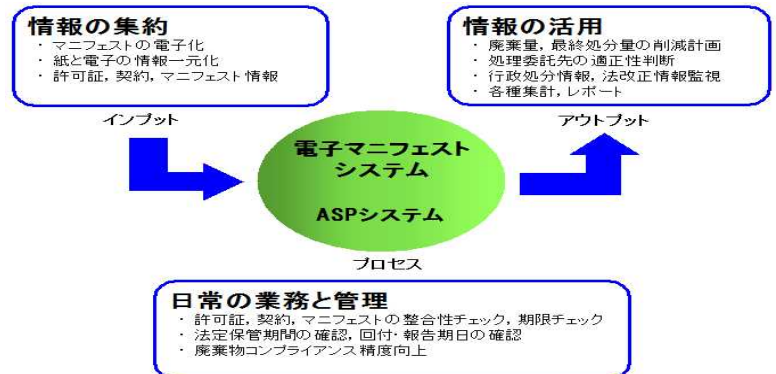 情報の集約
・ マニフェストの電子化
・ 紙と電子の情報一元化
・ 許可証, 契約, マニフェスト情報
インプット
情報の活用
・ 廃棄量, 最終処分量の削減計画
・ 処理委託先の適正性判断
・ 行政処分情報, 法改正情報監視
・ 各種集計, レポート
アウトプット
電子マニフェスト
システム
ASPシステム
プロセス
日常の業務と管理
・ 許可証, 契約, マニフェストの整合性チェック, 期限チェック
・ 法定保管期間の確認, 回付・報告期日の確認
・ 廃棄物コンプライアンス精度向上